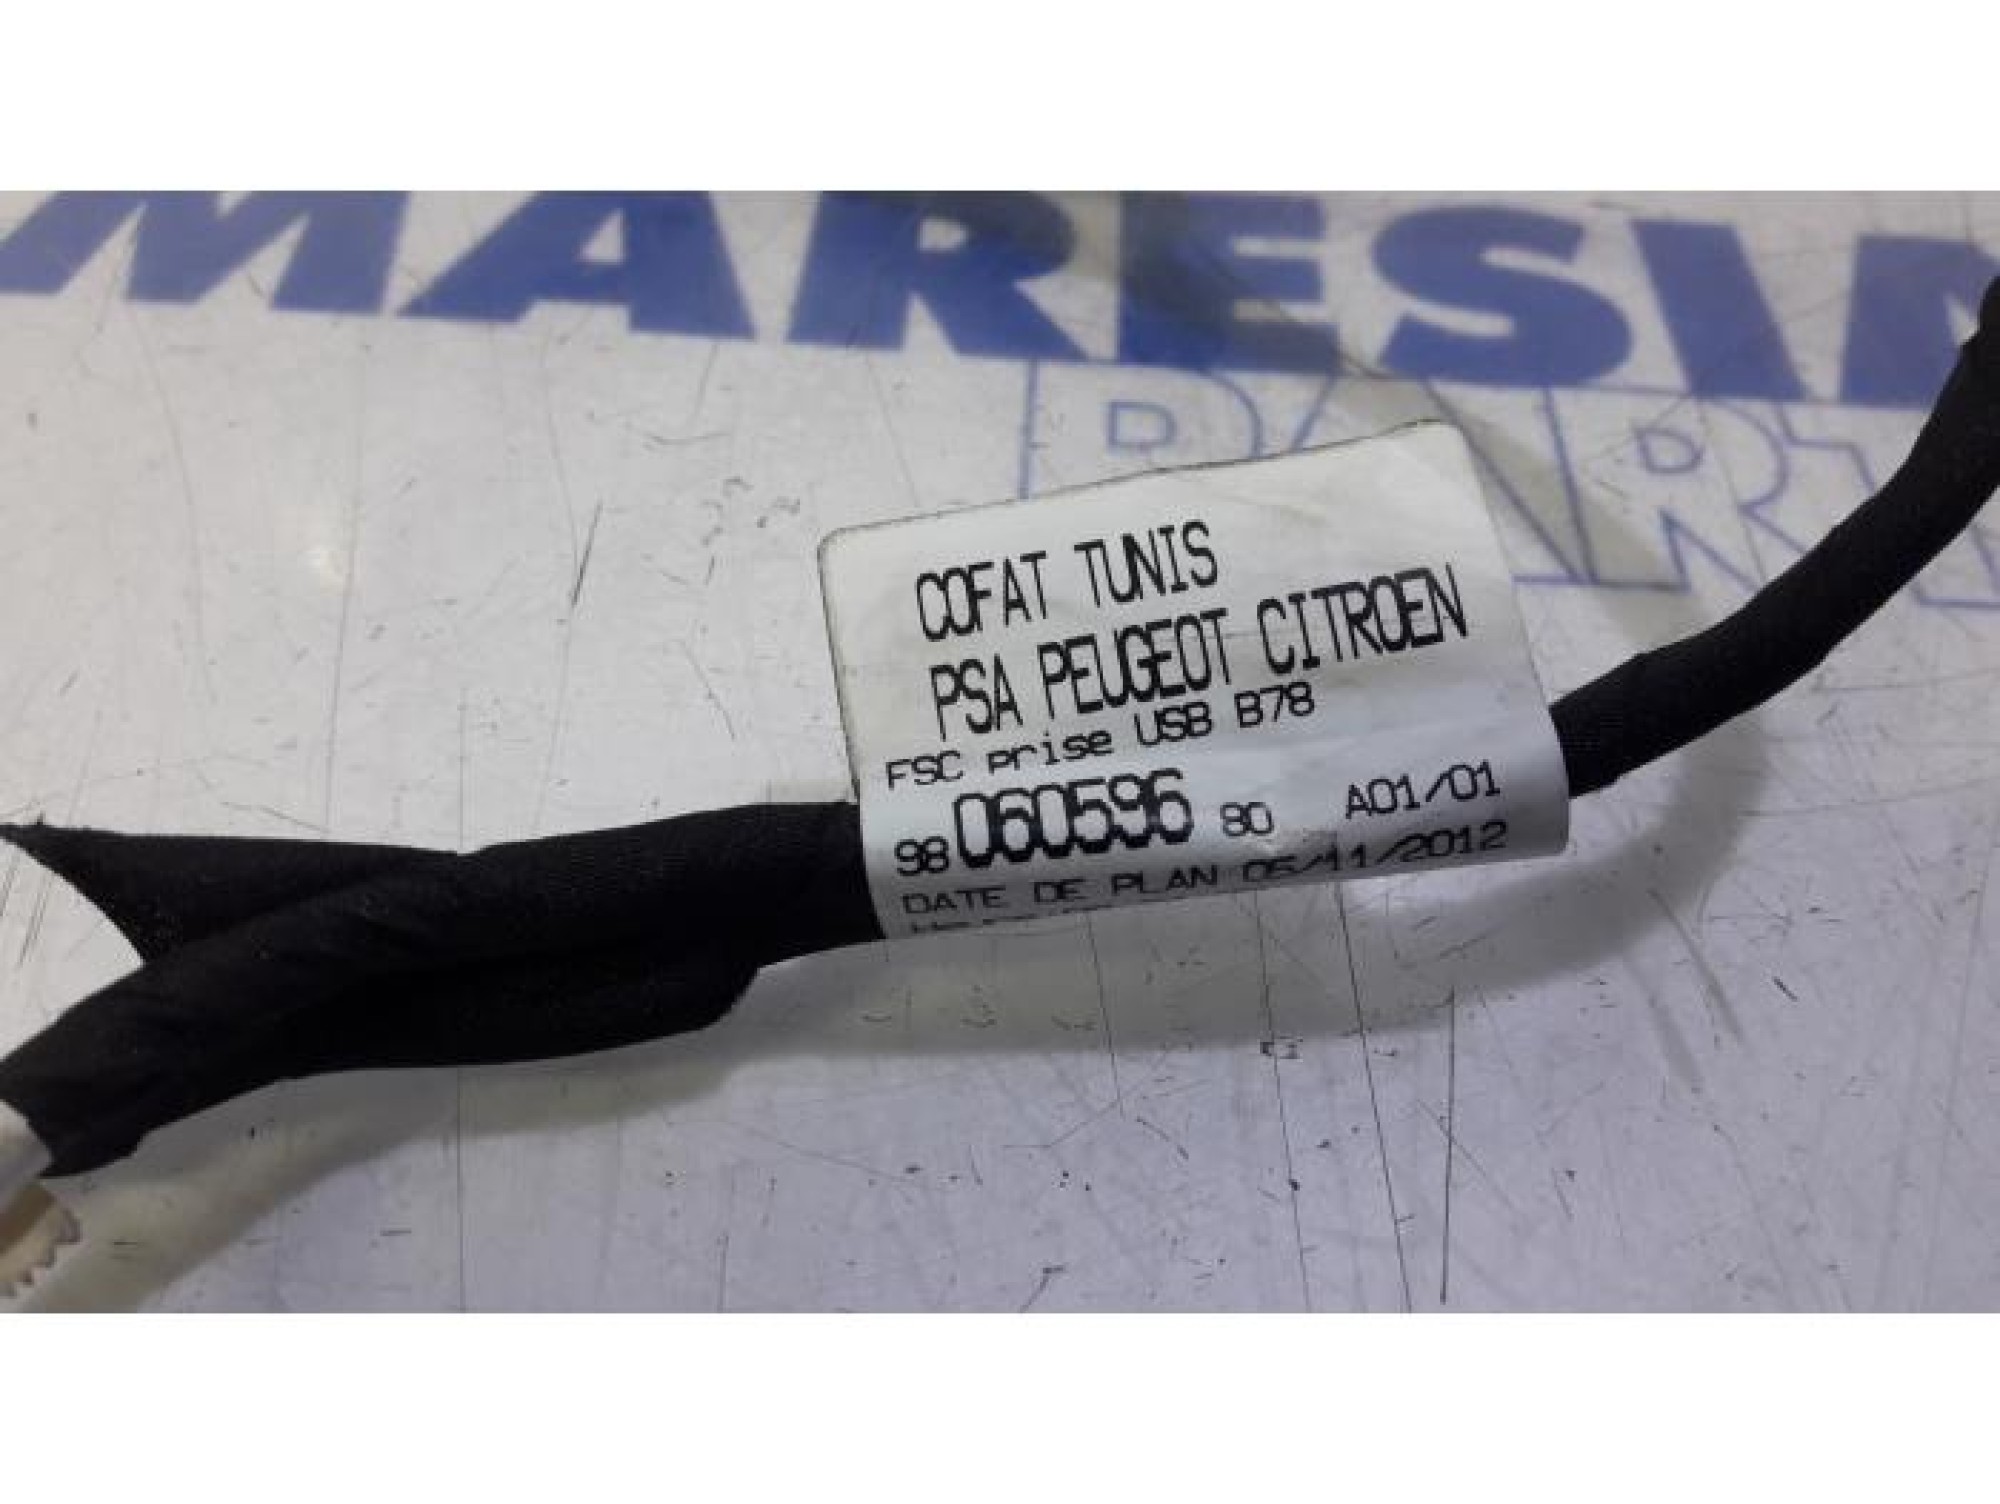 MARESIA
PART
COFAT TUNIS
PSA PEUGEOT CITROEN
FSC prise USB B78
98 060596 80 A01/01
DATE DE PLAN 05/11/2012